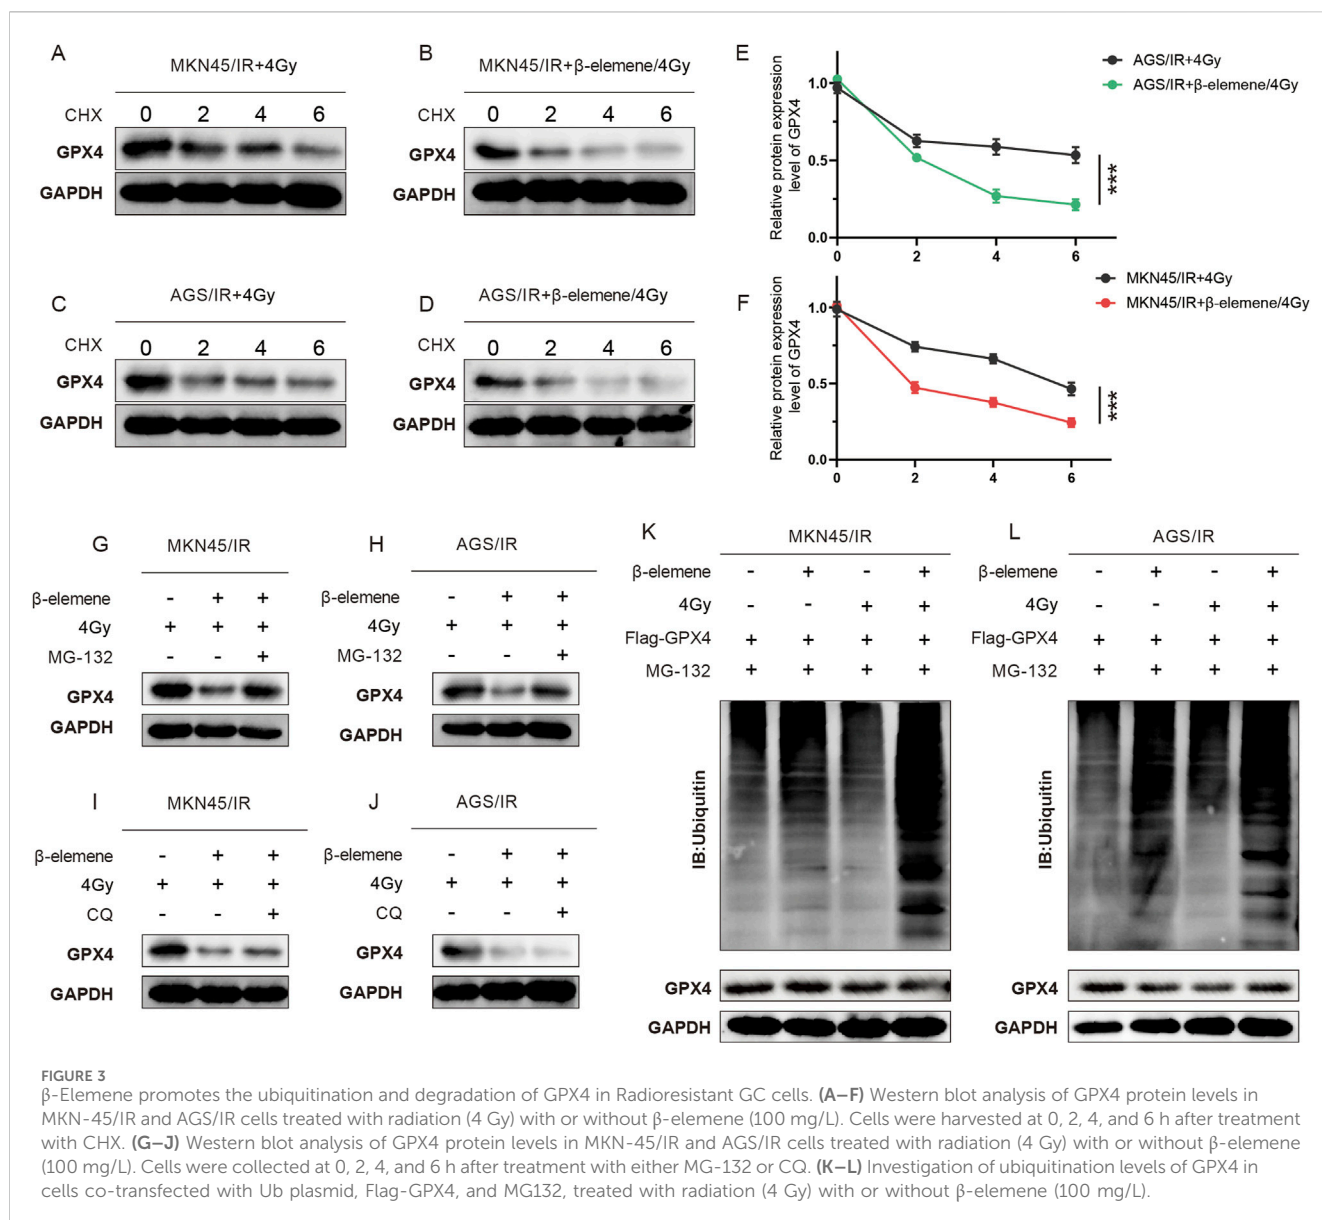 A
MKN45/IR+4Gy
CHX 0 2 4 6
GPX4
GAPDH
B
MKN45/IR+β-elemene/4Gy
CHX 0 2 4 6
GPX4
GAPDH
C
AGS/IR+4Gy
CHX 0 2 4 6
GPX4
GAPDH
D
AGS/IR+β-elemene/4Gy
CHX 0 2 4 6
GPX4
GAPDH
E
Relative protein expression
level of GPX4
1.0
0.5
0.0
0 2 4 6
AGS/IR+4Gy
AGS/IR+β-elemene/4Gy
***
F
Relative protein expression
level of GPX4
1.0
0.5
0.0
0 2 4 6
MKN45/IR+4Gy
MKN45/IR+β-elemene/4Gy
***
G
MKN45/IR
β-elemene - + +
4Gy + + +
MG-132 - - +
GPX4
GAPDH
H
AGS/IR
β-elemene - + +
4Gy + + +
MG-132 - - +
GPX4
GAPDH
I
MKN45/IR
β-elemene - + +
4Gy + + +
CQ - - +
GPX4
GAPDH
J
AGS/IR
β-elemene - + +
4Gy + + +
CQ - - +
GPX4
GAPDH
K
MKN45/IR
β-elemene - + - +
4Gy - - + +
Flag-GPX4 + + + +
MG-132 + + + +
IB:Ubiquitin
GPX4
GAPDH
L
AGS/IR
β-elemene - + - +
4Gy - - + +
Flag-GPX4 + + + +
MG-132 + + + +
IB:Ubiquitin
GPX4
GAPDH
FIGURE 3
β-Elemene promotes the ubiquitination and degradation of GPX4 in Radioresistant GC cells. (A–F) Western blot analysis of GPX4 protein levels in
MKN-45/IR and AGS/IR cells treated with radiation (4 Gy) with or without β-elemene (100 mg/L). Cells were harvested at 0, 2, 4, and 6 h after treatment
with CHX. (G–J) Western blot analysis of GPX4 protein levels in MKN-45/IR and AGS/IR cells treated with radiation (4 Gy) with or without β-elemene
(100 mg/L). Cells were collected at 0, 2, 4, and 6 h after treatment with either MG-132 or CQ. (K–L) Investigation of ubiquitination levels of GPX4 in
cells co-transfected with Ub plasmid, Flag-GPX4, and MG132, treated with radiation (4 Gy) with or without β-elemene (100 mg/L).